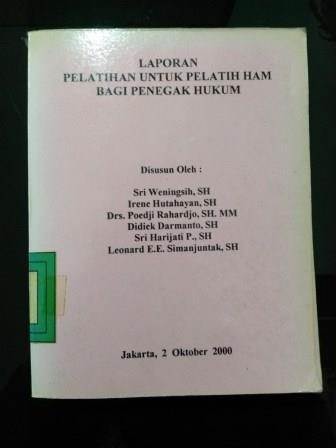 LAPORAN
PELATIHAN UNTUK PELATIH HAM
BAGI PENEGAK HUKUM
Disusun Oleh :
Sri Weningsih, SH
Irene Hutahayan, SH
Drs. Poedji Rahardjo, SH. MM
Didiek Darmanto, SH
Sri Harijati P., SH
Leonard E.E. Simanjuntak, SH
Jakarta, 2 Oktober 2000